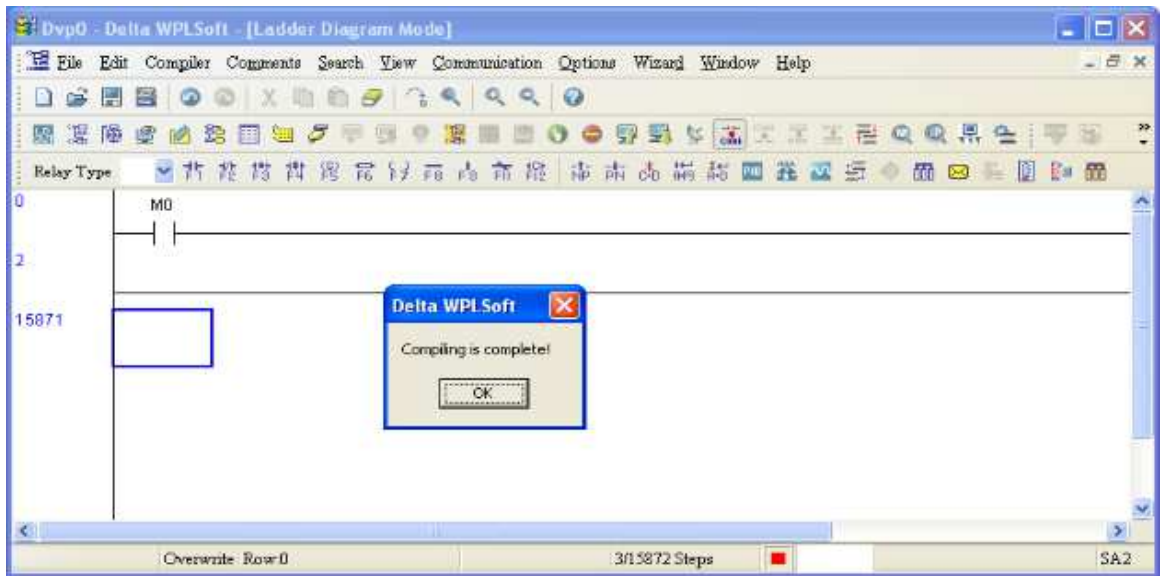 Dvp0 - Delta WPLSoft - [Ladder Diagram Mode]
File Edit Compiler Comments Search View Communication Options Wizard Window Help
Relay Type
0
M0
2
15871
Delta WPLSoft
Compiling is complete!
OK
Overwrite Row:0 3/15872 Steps SA2